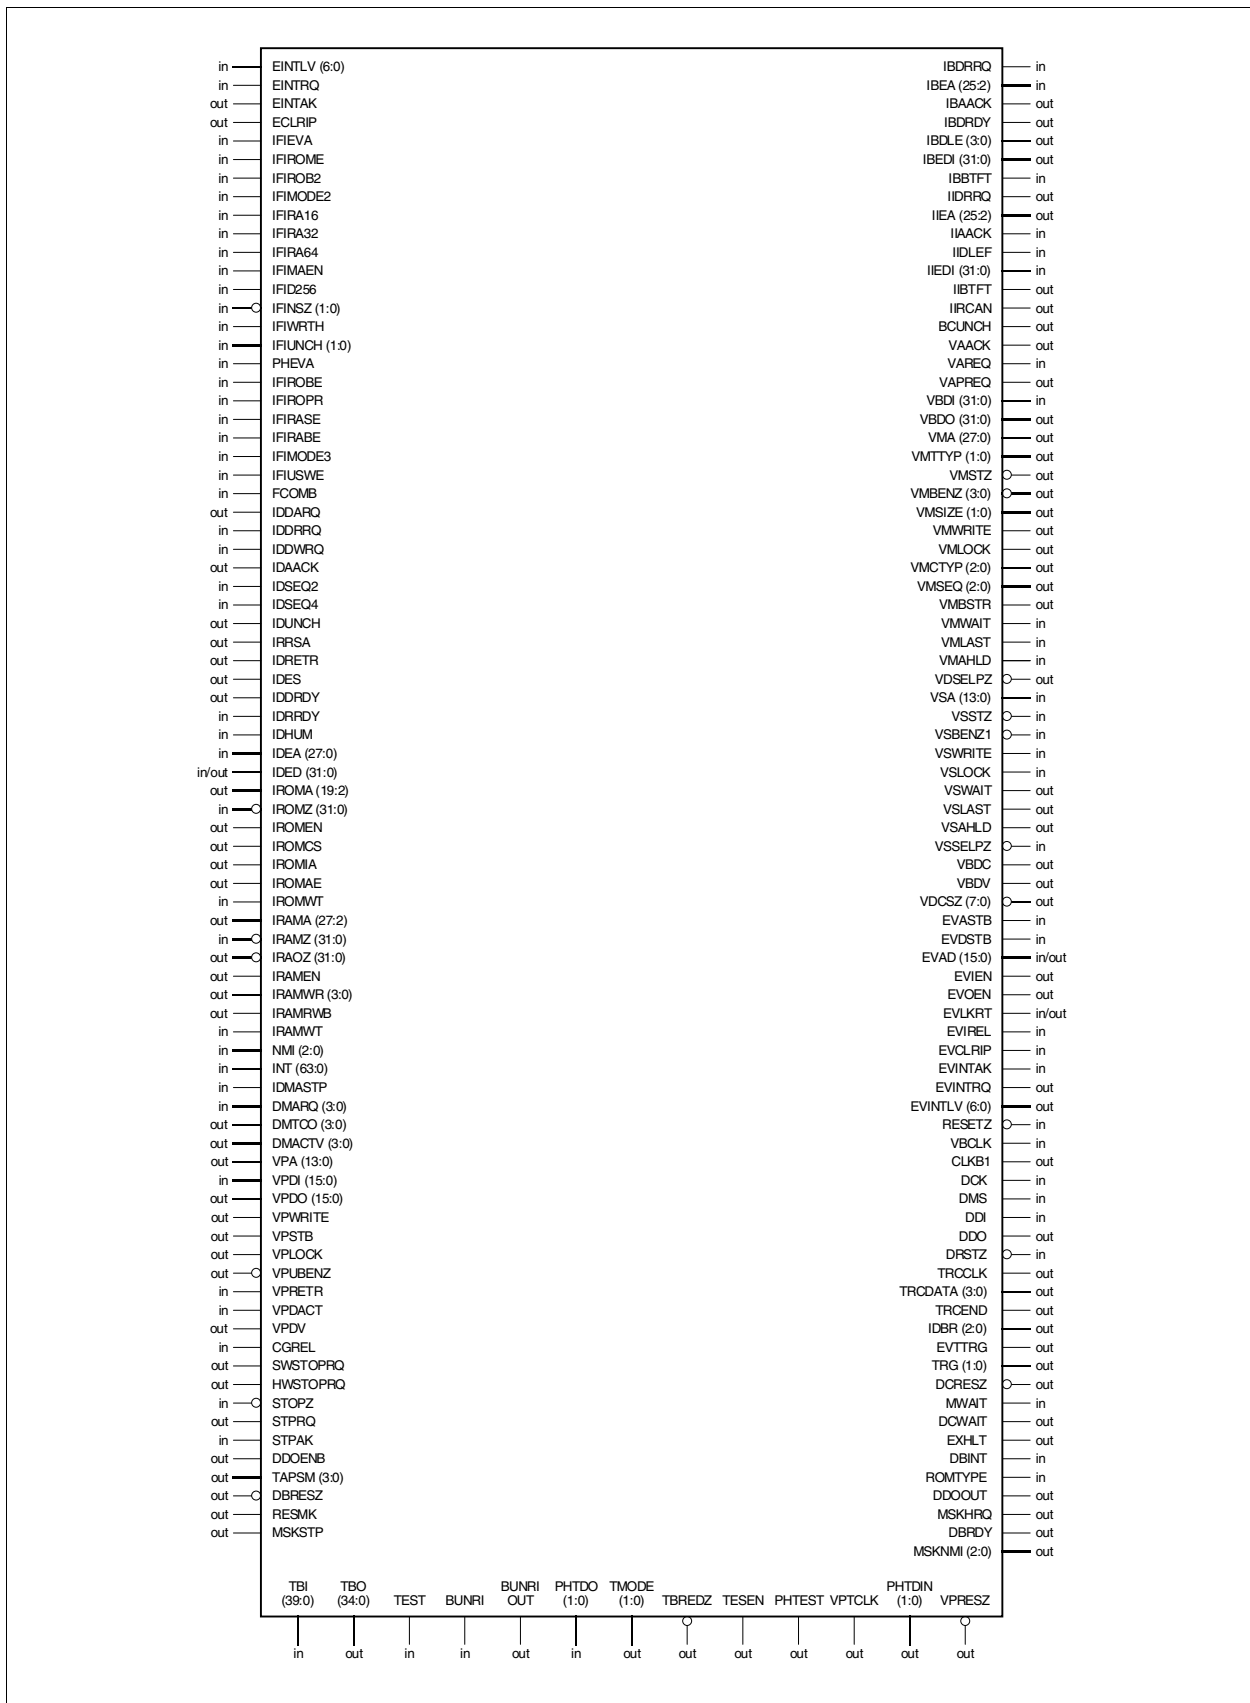 in EINTLV (6:0) IBDRRQ in
in EINTRQ IBEA (25:2) in
out EINTAK IBAACK out
out ECLRIP IBDRDY out
in IFIEVA IBDLE (3:0) out
in IFIROME IBEDI (31:0) out
in IFIROB2 IBBTFT in
in IFIMODE2 IIDRRQ out
in IFIRA16 IIEA (25:2) out
in IFIRA32 IIAACK in
in IFIRA64 IIDLEF in
in IFIMAEN IIEDI (31:0) in
in IFID256 IIBTFT out
in IFINSZ (1:0) IIRCAN out
in IFIWRTH BCUNCH out
in IFIUNCH (1:0) VAACK out
in PHEVA VAREQ in
in IFIROBE VAPREQ out
in IFIROPR VBDI (31:0) in
in IFIRASE VBDO (31:0) out
in IFIRABE VMA (27:0) out
in IFIMODE3 VMTTYP (1:0) out
in IFIUSWE VMSTZ out
in FCOMB VMBENZ (3:0) out
out IDDARQ VMSIZE (1:0) out
in IDDRRQ VMWRITE out
in IDDWRQ VMLOCK out
out IDAACK VMCTYP (2:0) out
in IDSEQ2 VMSEQ (2:0) out
in IDSEQ4 VMBSTR out
out IDUNCH VMWAIT in
out IRRSA VMLAST in
out IDRETR VMAHLD in
out IDES VDSELPZ out
out IDDRDY VSA (13:0) in
in IDRRDY VSSTZ in
in IDHUM VSBENZ1 in
in IDEA (27:0) VSWRITE in
in/out IDED (31:0) VSLOCK in
out IROMA (19:2) VSWAIT out
in IROMZ (31:0) VSLAST out
out IROMEN VSAHLD out
out IROMCS VSSELPZ in
out IROMIA VBDC out
out IROMAE VBDV out
in IROMWT VDCSZ (7:0) out
out IRAMA (27:2) EVASTB in
in IRAMZ (31:0) EVDSTB in
out IRAOZ (31:0) EVAD (15:0) in/out
out IRAMEN EVIEN out
out IRAMWR (3:0) EVOEN out
out IRAMRWB EVLKRT in/out
in IRAMWT EVIREL in
in NMI (2:0) EVCLRIP in
in INT (63:0) EVINTAK in
in IDMASTP EVINTRQ out
in DMARQ (3:0) EVINTLV (6:0) out
out DMTCO (3:0) RESETZ in
out DMACTV (3:0) VBCLK in
out VPA (13:0) CLKB1 out
in VPDI (15:0) DCK in
out VPDO (15:0) DMS in
out VPWRITE DDI in
out VPSTB DDO out
out VPLOCK DRSTZ in
out VPUBENZ TRCCLK out
in VPRETR TRCDATA (3:0) out
in VPDACT TRCEND out
out VPDV IDBR (2:0) out
in CGREL EVTTRG out
out SWSTOPRQ TRG (1:0) out
out HWSTOPRQ DCRESZ out
in STOPZ MWAIT in
out STPRQ DCWAIT out
in STPAK EXHLT out
out DDOENB DBINT in
out TAPSM (3:0) ROMTYPE in
out DBRESZ DDOOUT out
out RESMK MSKHRQ out
out MSKSTP DBRDY out
MSKNMI (2:0) out
TBI TBO BUNRI PHTDO TMODE PHTDIN
(39:0) (34:0) TEST BUNRI OUT (1:0) (1:0) TBREDZ TESEN PHTEST VPTCLK (1:0) VPRESZ
in out in in out in out out out out out out out